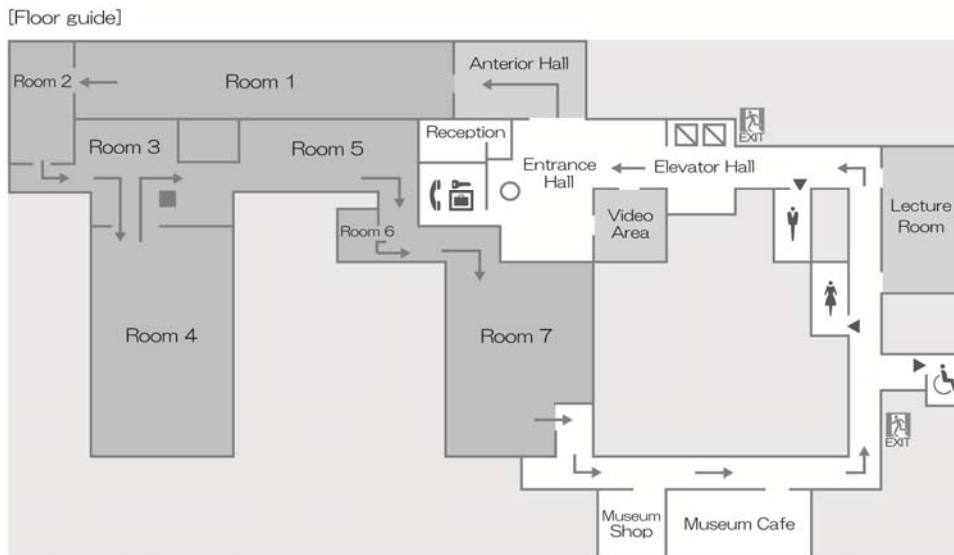 [Floor guide]
Room 2
Room 1
Anterior Hall
Room 3
Room 5
Reception
Entrance
Hall
Elevator Hall
EXIT
Room 6
Video
Area
Lecture
Room
Room 4
Room 7
EXIT
Museum
Shop
Museum Cafe